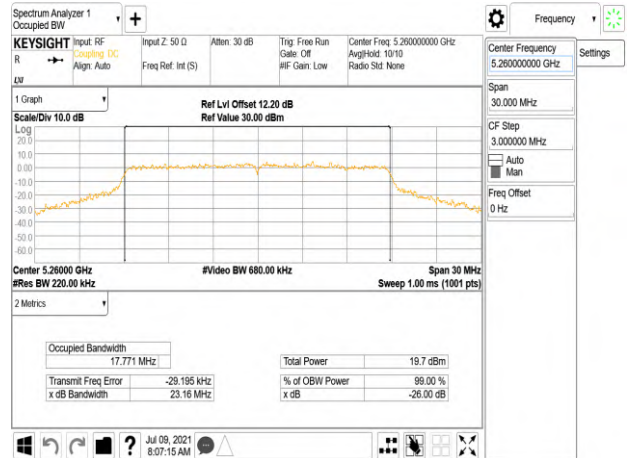 Spectrum Analyzer 1
Occupied BW
+
Frequency
KEYSIGHT
R
Input: RF
Coupling: DC
Align: Auto
Input Z: 50 Ω
Freq Ref: Int (S)
Atten: 30 dB
Trig: Free Run
Gate: Off
#IF Gain: Low
Center Freq: 5.260000000 GHz
Avg|Hold: 10/10
Radio Std: None
Center Frequency
5.260000000 GHz
Settings
Span
30.000 MHz
CF Step
3.000000 MHz
Auto
Man
Freq Offset
0 Hz
1 Graph
Ref Lvl Offset 12.20 dB
Scale/Div 10.0 dB
Ref Value 30.00 dBm
Log
20.0
10.0
0.00
-10.0
-20.0
-30.0
-40.0
-50.0
-60.0
Center 5.26000 GHz
#Video BW 680.00 kHz
Span 30 MHz
#Res BW 220.00 kHz
Sweep 1.00 ms (1001 pts)
2 Metrics
Occupied Bandwidth
17.771 MHz
Total Power 19.7 dBm
Transmit Freq Error -29.195 kHz
% of OBW Power 99.00 %
x dB Bandwidth 23.16 MHz
x dB -26.00 dB
?
Jul 09, 2021
8:07:15 AM